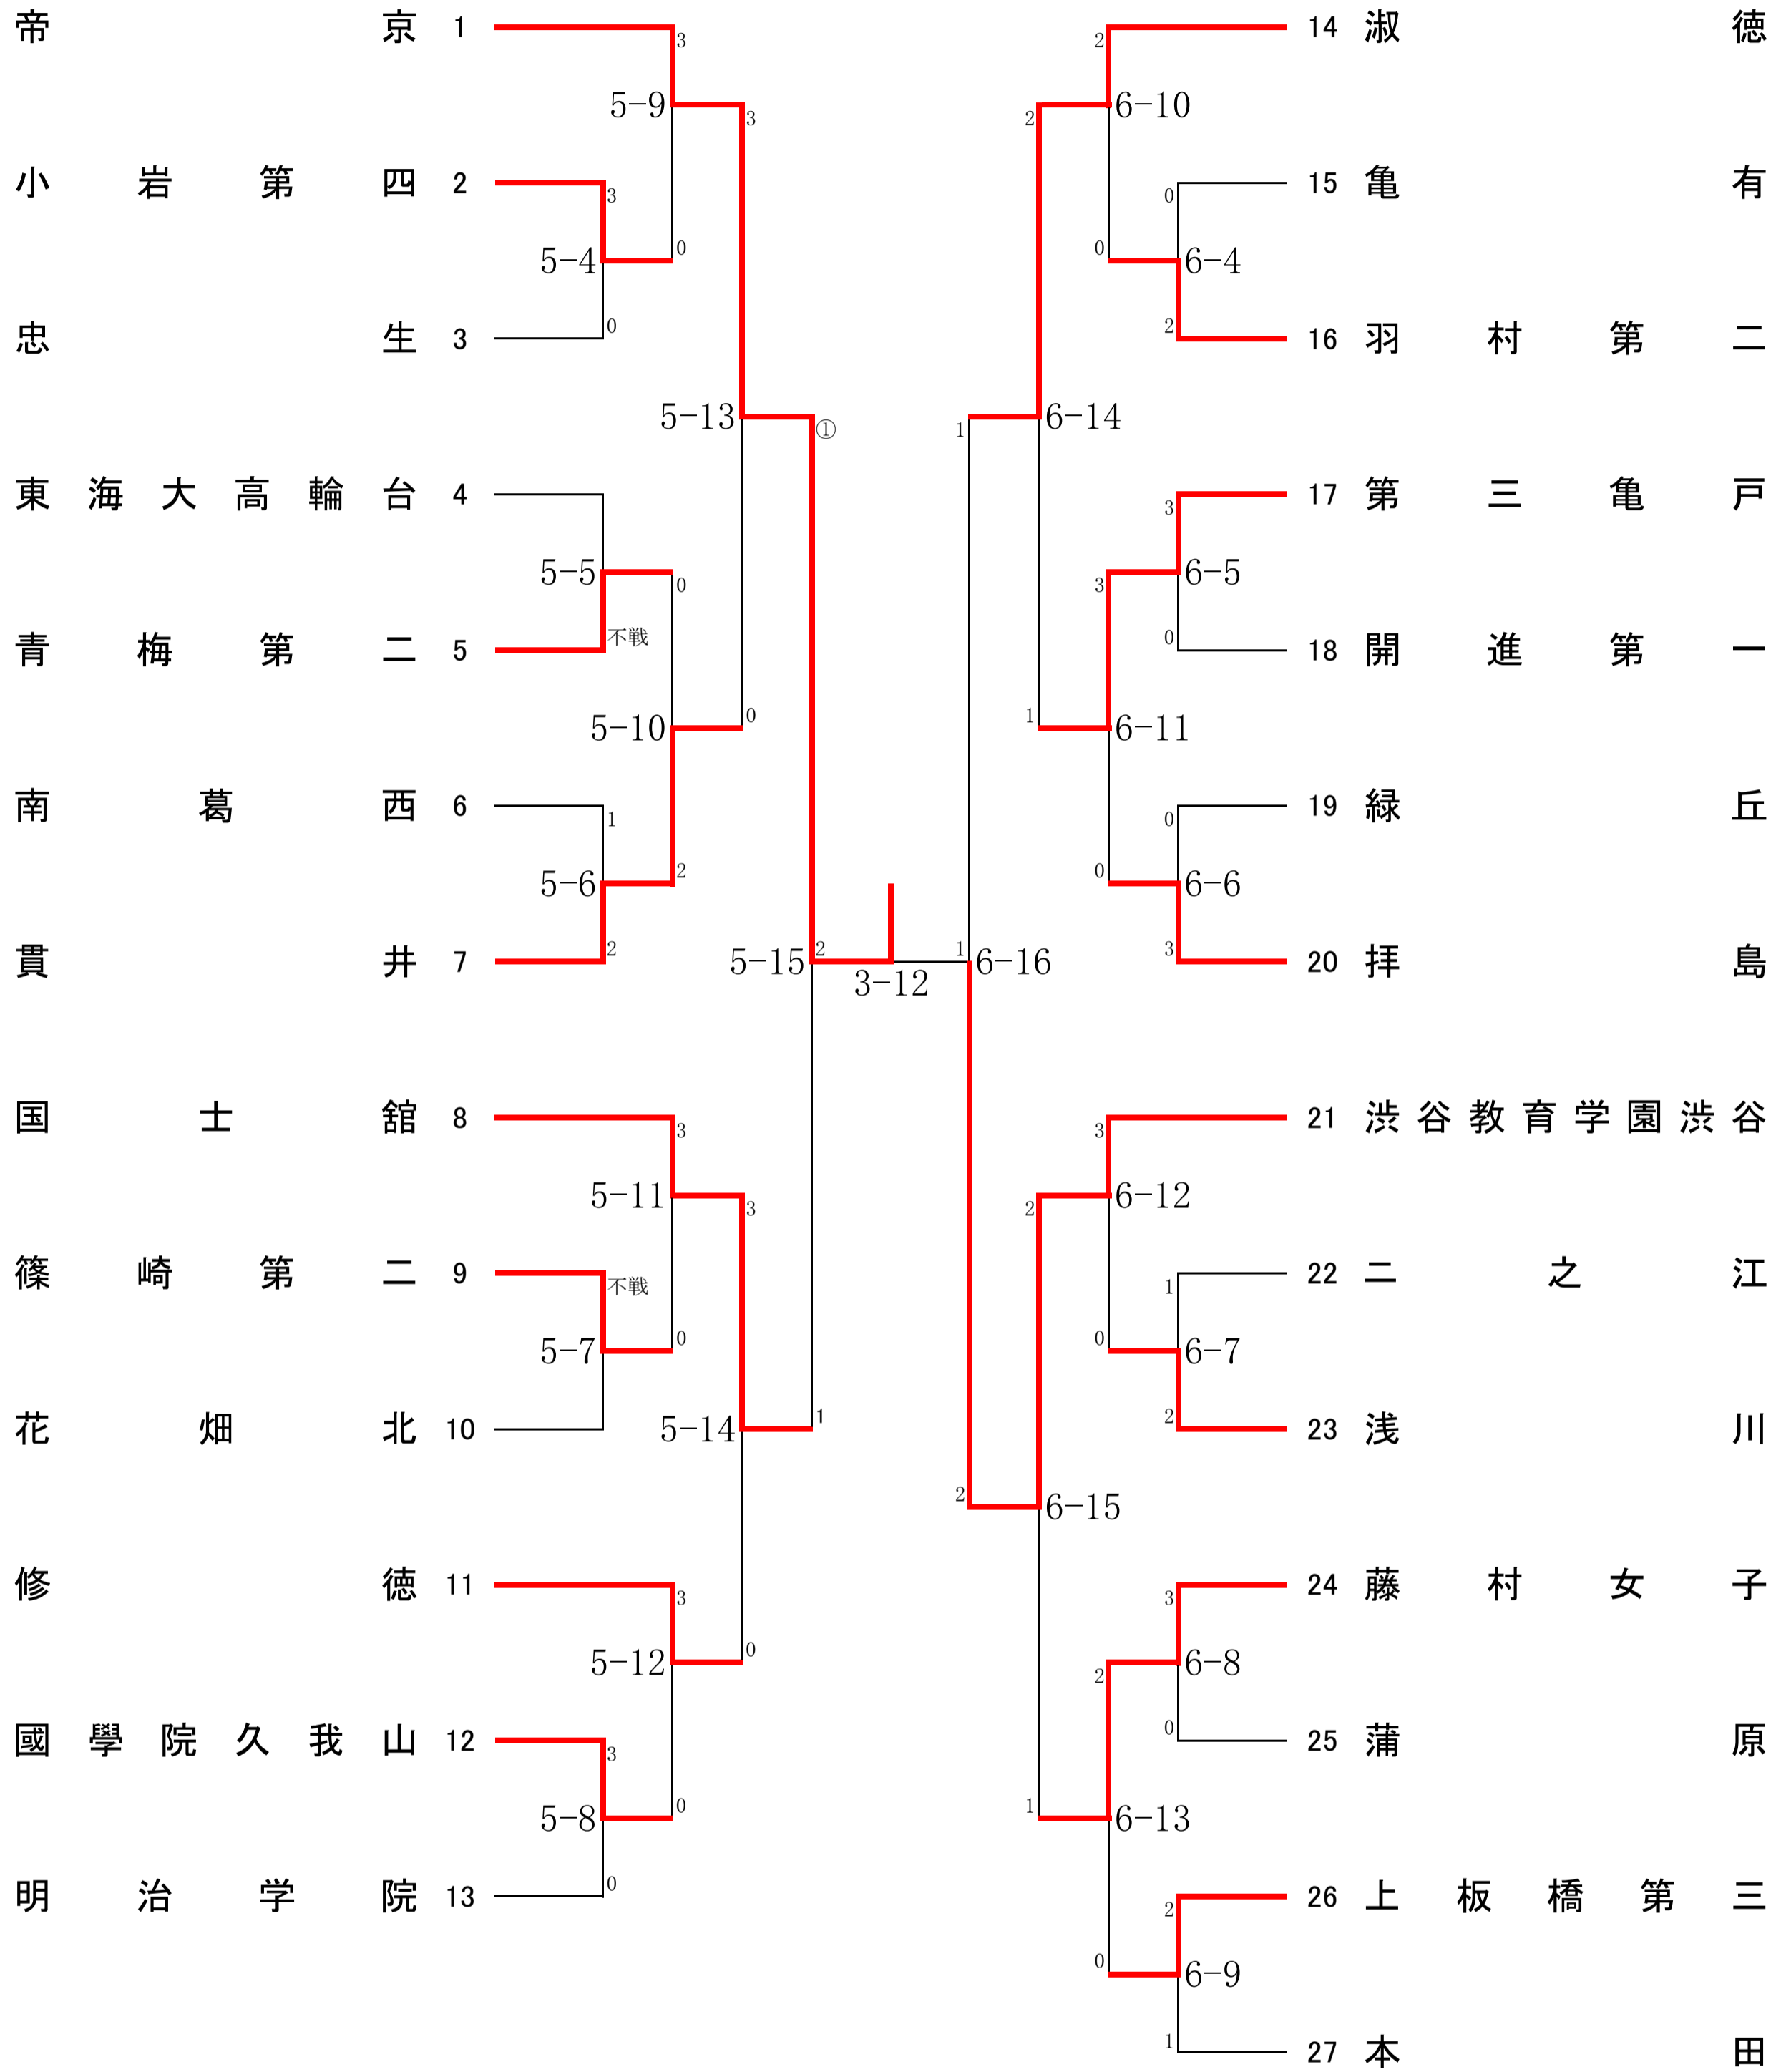 帝京 1 3 2 14 淑徳
5-9 3 2 6-10
小岩第四 2 3 0 15 亀有
5-4 0 0 6-4
忠生 3 0 2 16 羽村第二
5-13 ① 1 6-14
東海大高輪台 4 3 17 第三亀戸
5-5 0 3 6-5
青梅第二 5 不戦 0 18 開進第一
5-10 0 1 6-11
南葛西 6 1 0 19 緑丘
5-6 2 0 6-6
貫井 7 2 5-15 2 1 6-16 3 20 拝島
3-12
国士舘 8 3 3 21 渋谷教育学園渋谷
5-11 3 2 6-12
篠崎第二 9 不戦 1 22 二之江
5-7 0 0 6-7
花畑北 10 5-14 1 2 23 浅川
2 6-15
修徳 11 3 3 24 藤村女子
5-12 0 2 6-8
國學院久我山 12 3 0 25 蒲原
5-8 0 1 6-13
明治学院 13 0 2 26 上板橋第三
0 6-9
1 27 本田